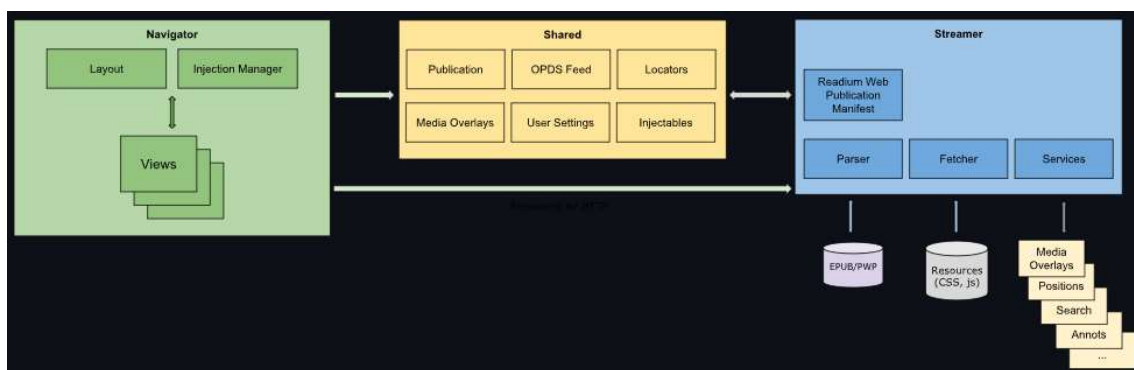 Navigator
Layout
Injection Manager
Views
Shared
Publication
OPDS Feed
Locators
Media Overlays
User Settings
Injectables
Streamer
Readium Web
Publication
Manifest
Parser
Fetcher
Services
EPUB/PWP
Resources
(CSS, js)
Media
Overlays
Positions
Search
Annots
...